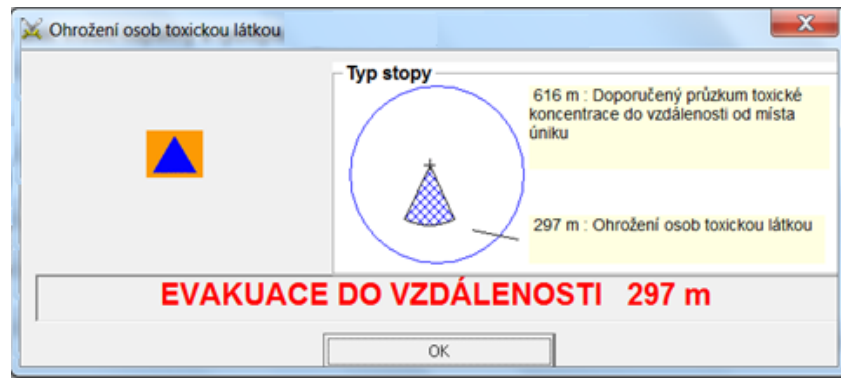 Ohrožení osob toxickou látkou
Typ stopy
616 m : Doporučený průzkum toxické
koncentrace do vzdálenosti od místa
úniku
297 m : Ohrožení osob toxickou látkou
EVAKUACE DO VZDÁLENOSTI 297 m
OK